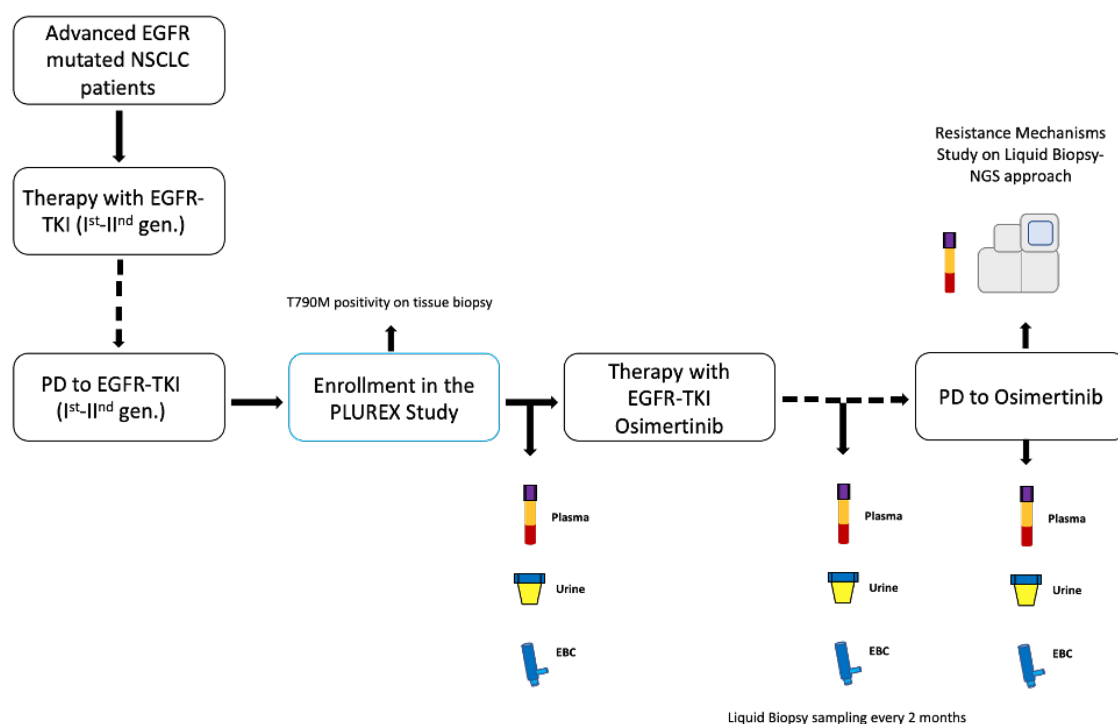 Advanced EGFR
mutated NSCLC
patients
Therapy with EGFR-
TKI (Ist-IInd gen.)
PD to EGFR-TKI
(Ist-IInd gen.)
T790M positivity on tissue biopsy
Enrollment in the
PLUREX Study
Therapy with
EGFR-TKI
Osimertinib
Resistance Mechanisms
Study on Liquid Biopsy-
NGS approach
PD to Osimertinib
Plasma
Urine
EBC
Plasma
Urine
EBC
Plasma
Urine
EBC
Liquid Biopsy sampling every 2 months